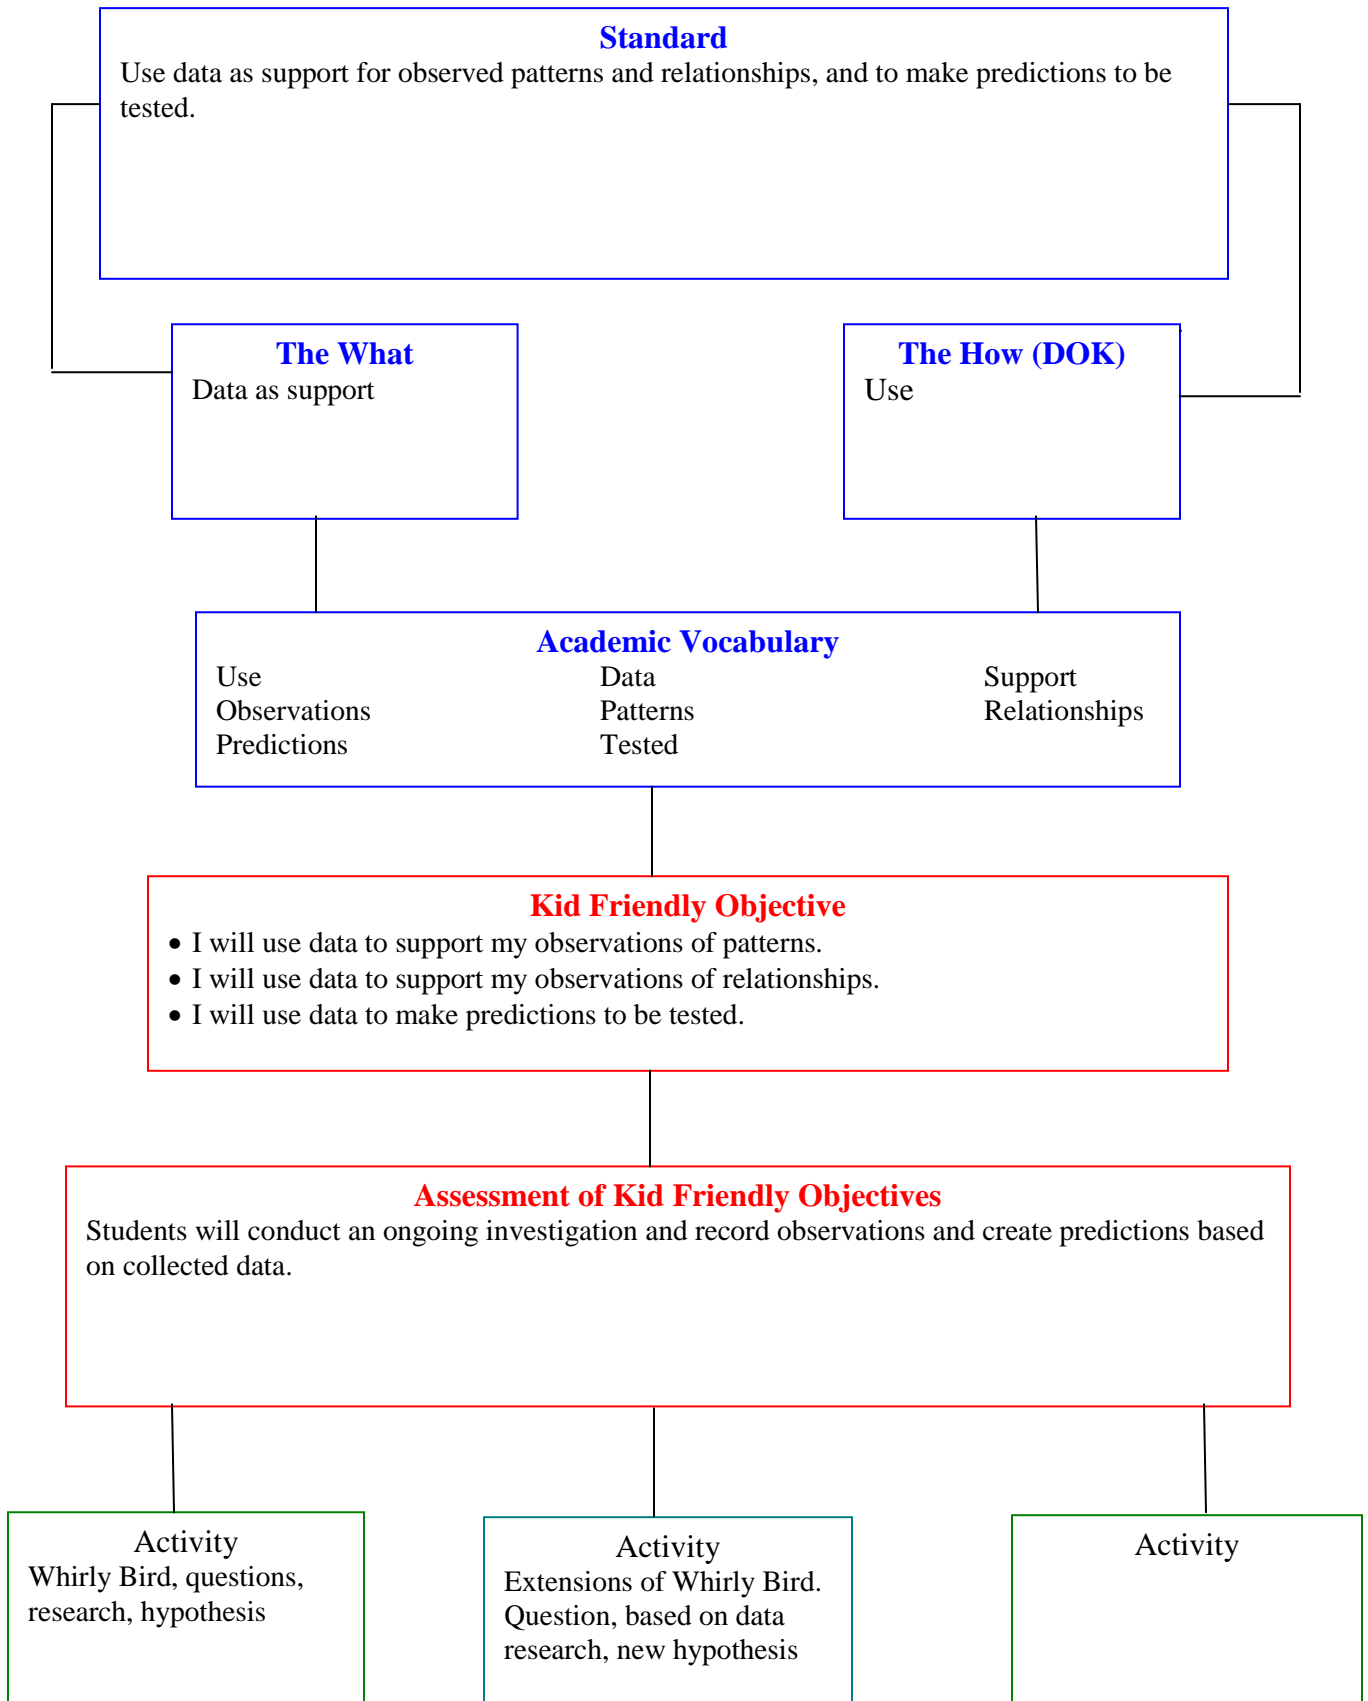 Standard
Use data as support for observed patterns and relationships, and to make predictions to be
tested.
The What
Data as support
The How (DOK)
Use
Academic Vocabulary
Use Data Support
Observations Patterns Relationships
Predictions Tested
Kid Friendly Objective
• I will use data to support my observations of patterns.
• I will use data to support my observations of relationships.
• I will use data to make predictions to be tested.
Assessment of Kid Friendly Objectives
Students will conduct an ongoing investigation and record observations and create predictions based
on collected data.
Activity
Whirly Bird, questions,
research, hypothesis
Activity
Extensions of Whirly Bird.
Question, based on data
research, new hypothesis
Activity